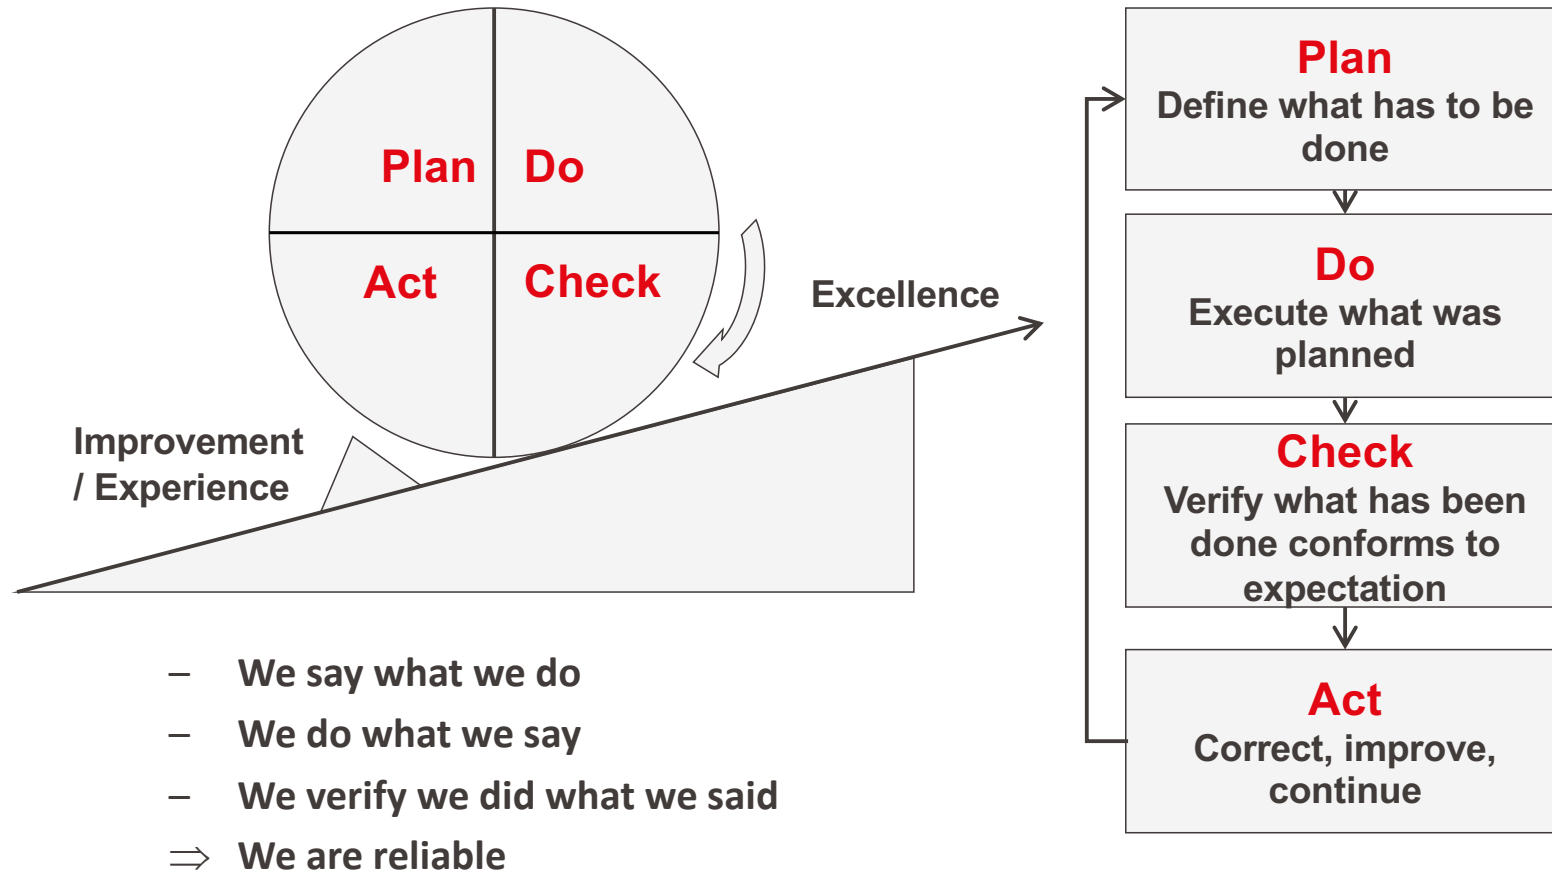 Plan
Do
Act
Check
Excellence
Improvement
/ Experience
– We say what we do
– We do what we say
– We verify we did what we said
⇒ We are reliable
Plan
Define what has to be
done
Do
Execute what was
planned
Check
Verify what has been
done conforms to
expectation
Act
Correct, improve,
continue